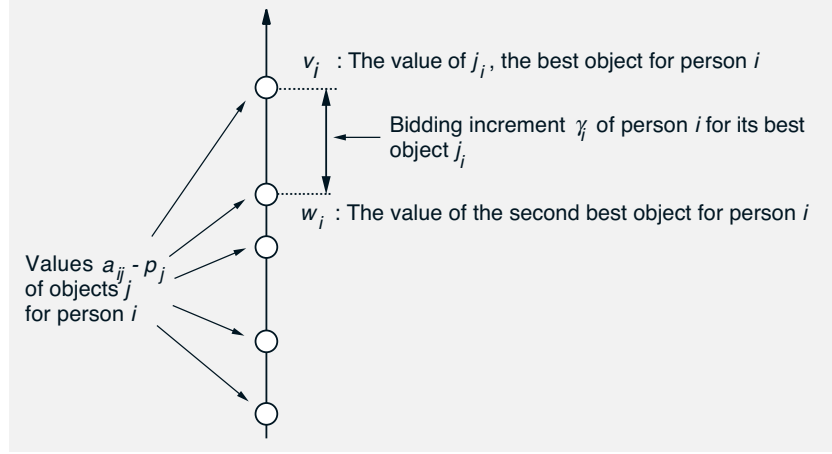 v_i : The value of j_i, the best object for person i
Bidding increment γ_i of person i for its best
object j_i
w_i : The value of the second best object for person i
Values a_ij - p_j
of objects j
for person i